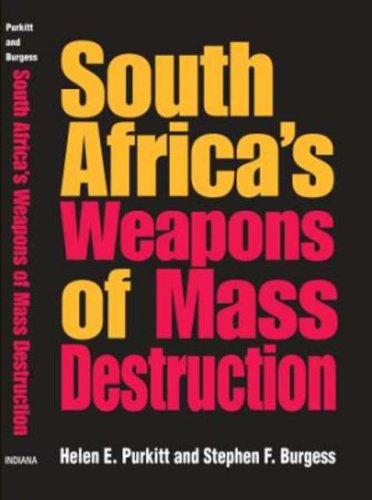 Purkitt
and
Burgess
South Africa's Weapons of Mass Destruction
INDIANA
South
Africa's
Weapons
of Mass
Destruction
Helen E. Purkitt and Stephen F. Burgess